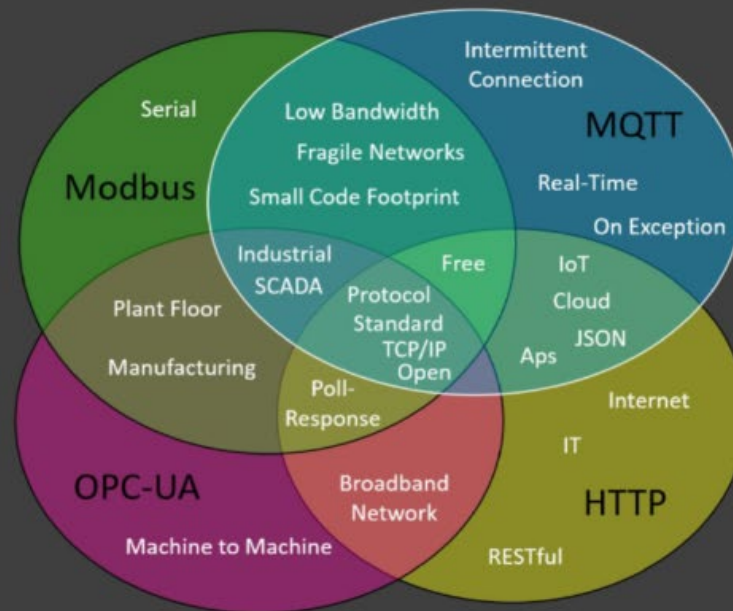 Intermittent
Connection
Serial
Low Bandwidth
MQTT
Fragile Networks
Modbus
Small Code Footprint
Real-Time
On Exception
Industrial
SCADA
Free
IoT
Plant Floor
Protocol
Standard
TCP/IP
Open
Cloud
JSON
Aps
Manufacturing
Poll-
Response
Internet
IT
OPC-UA
Broadband
Network
HTTP
Machine to Machine
RESTful